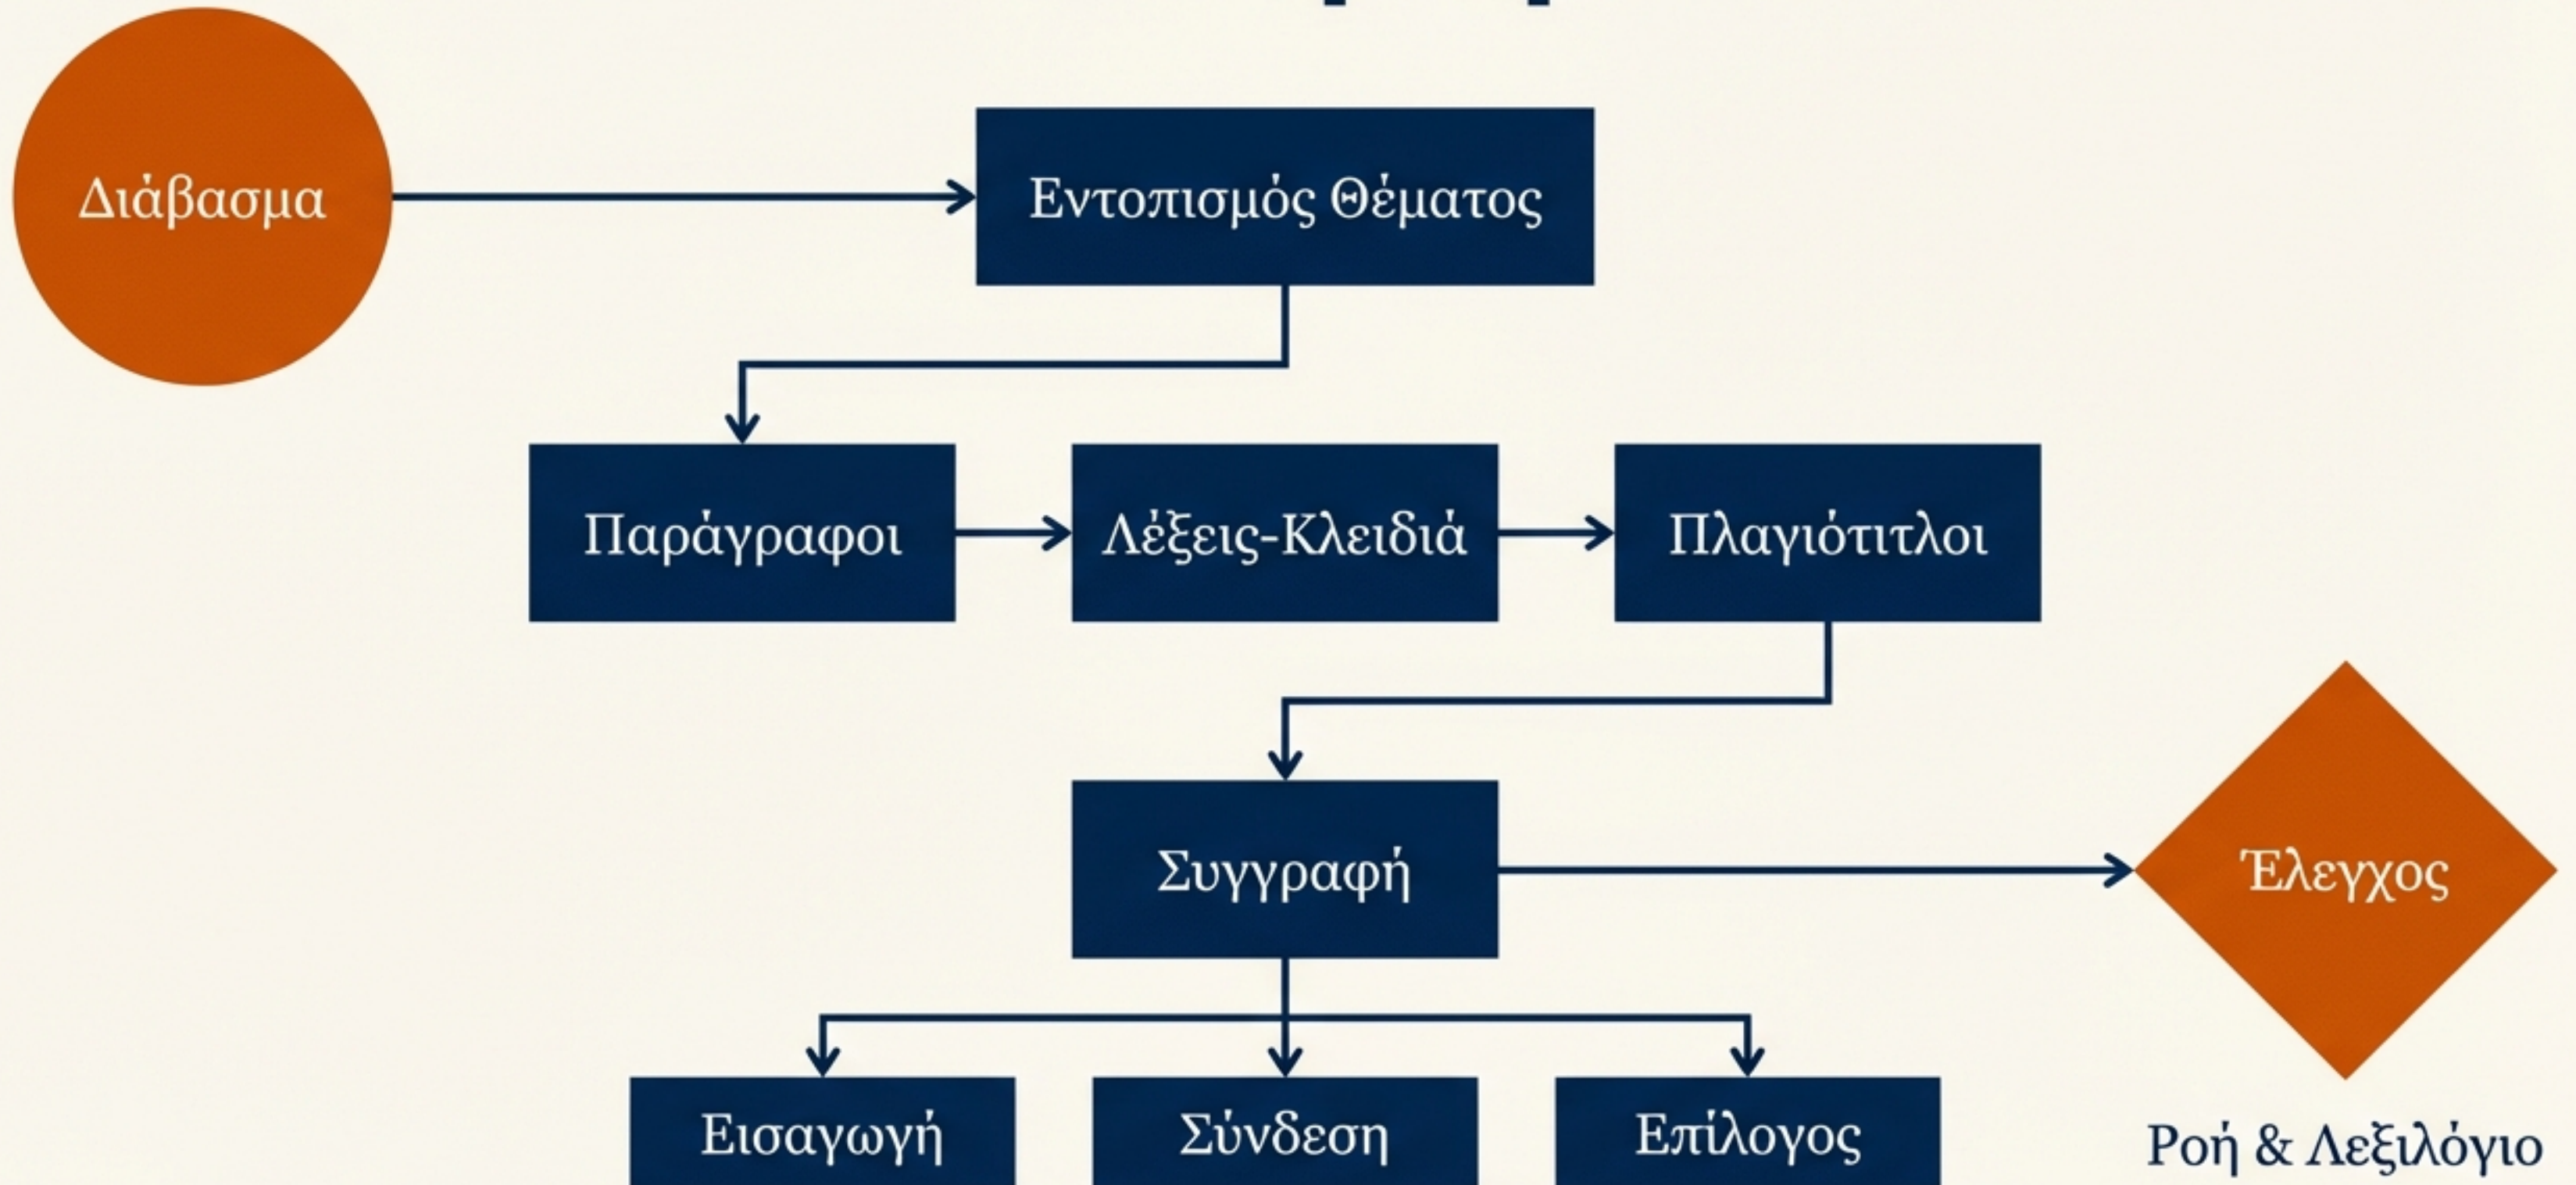 Διάβασμα
Εντοπισμός Θέματος
Παράγραφοι
Λέξεις-Κλειδιά
Πλαγιότιτλοι
Συγγραφή
Έλεγχος
Εισαγωγή
Σύνδεση
Επίλογος
Ροή & Λεξιλόγιο